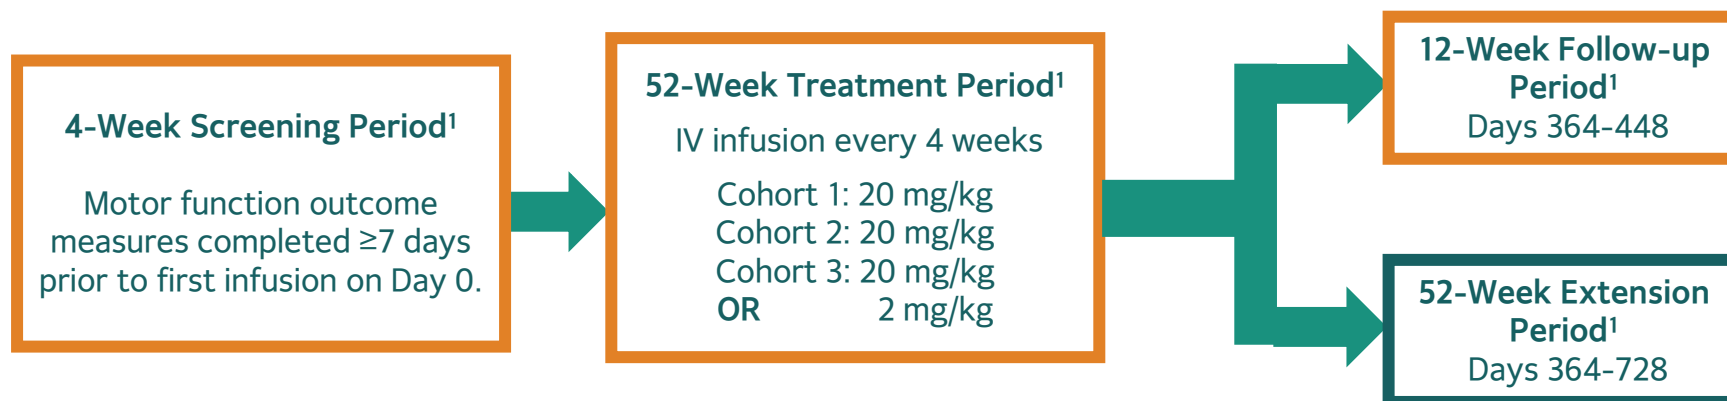 4-Week Screening Period¹
Motor function outcome
measures completed ≥7 days
prior to first infusion on Day 0.
52-Week Treatment Period¹
IV infusion every 4 weeks
Cohort 1: 20 mg/kg
Cohort 2: 20 mg/kg
Cohort 3: 20 mg/kg
OR 2 mg/kg
12-Week Follow-up
Period¹
Days 364-448
52-Week Extension
Period¹
Days 364-728